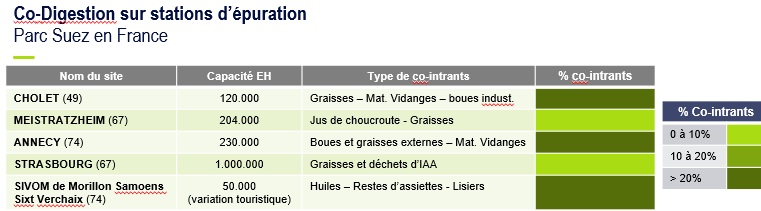 Co-Digestion sur stations d'épuration
Parc Suez en France
Nom du site Capacité EH Type de co-intrants % co-intrants
CHOLET (49) 120.000 Graisses – Mat. Vidanges – boues indust.
MEISTRATZHEIM (67) 204.000 Jus de choucroute - Graisses
ANNECY (74) 230.000 Boues et graisses externes – Mat. Vidanges
STRASBOURG (67) 1.000.000 Graisses et déchets d'IAA
SIVOM de Morillon Samoens 50.000 Huiles – Restes d'assiettes - Lisiers
Sixt Verchaix (74) (variation touristique)
% Co-intrants
0 à 10%
10 à 20%
> 20%